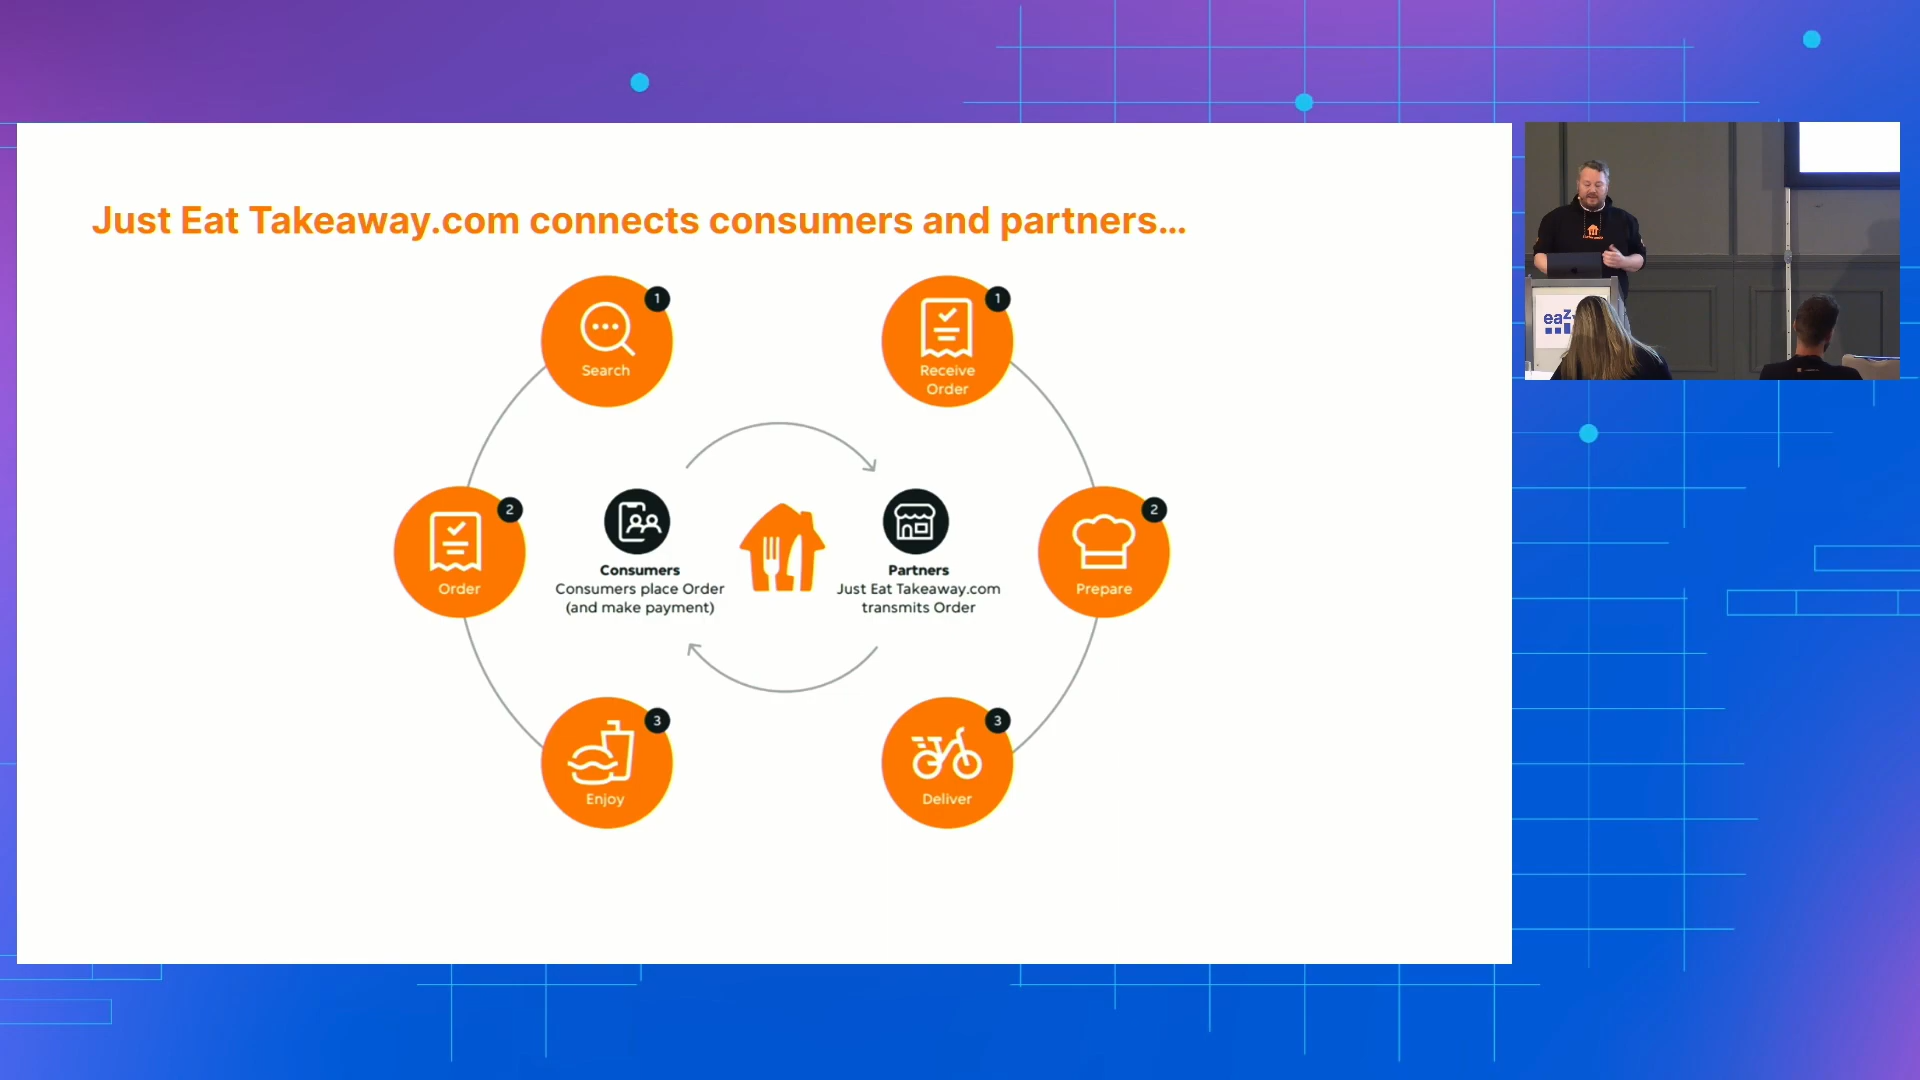 Just Eat Takeaway.com connects consumers and partners...
1
Search
1
Receive
Order
2
Order
Consumers
Consumers place Order
(and make payment)
Partners
Just Eat Takeaway.com
transmits Order
2
Prepare
3
Enjoy
3
Deliver